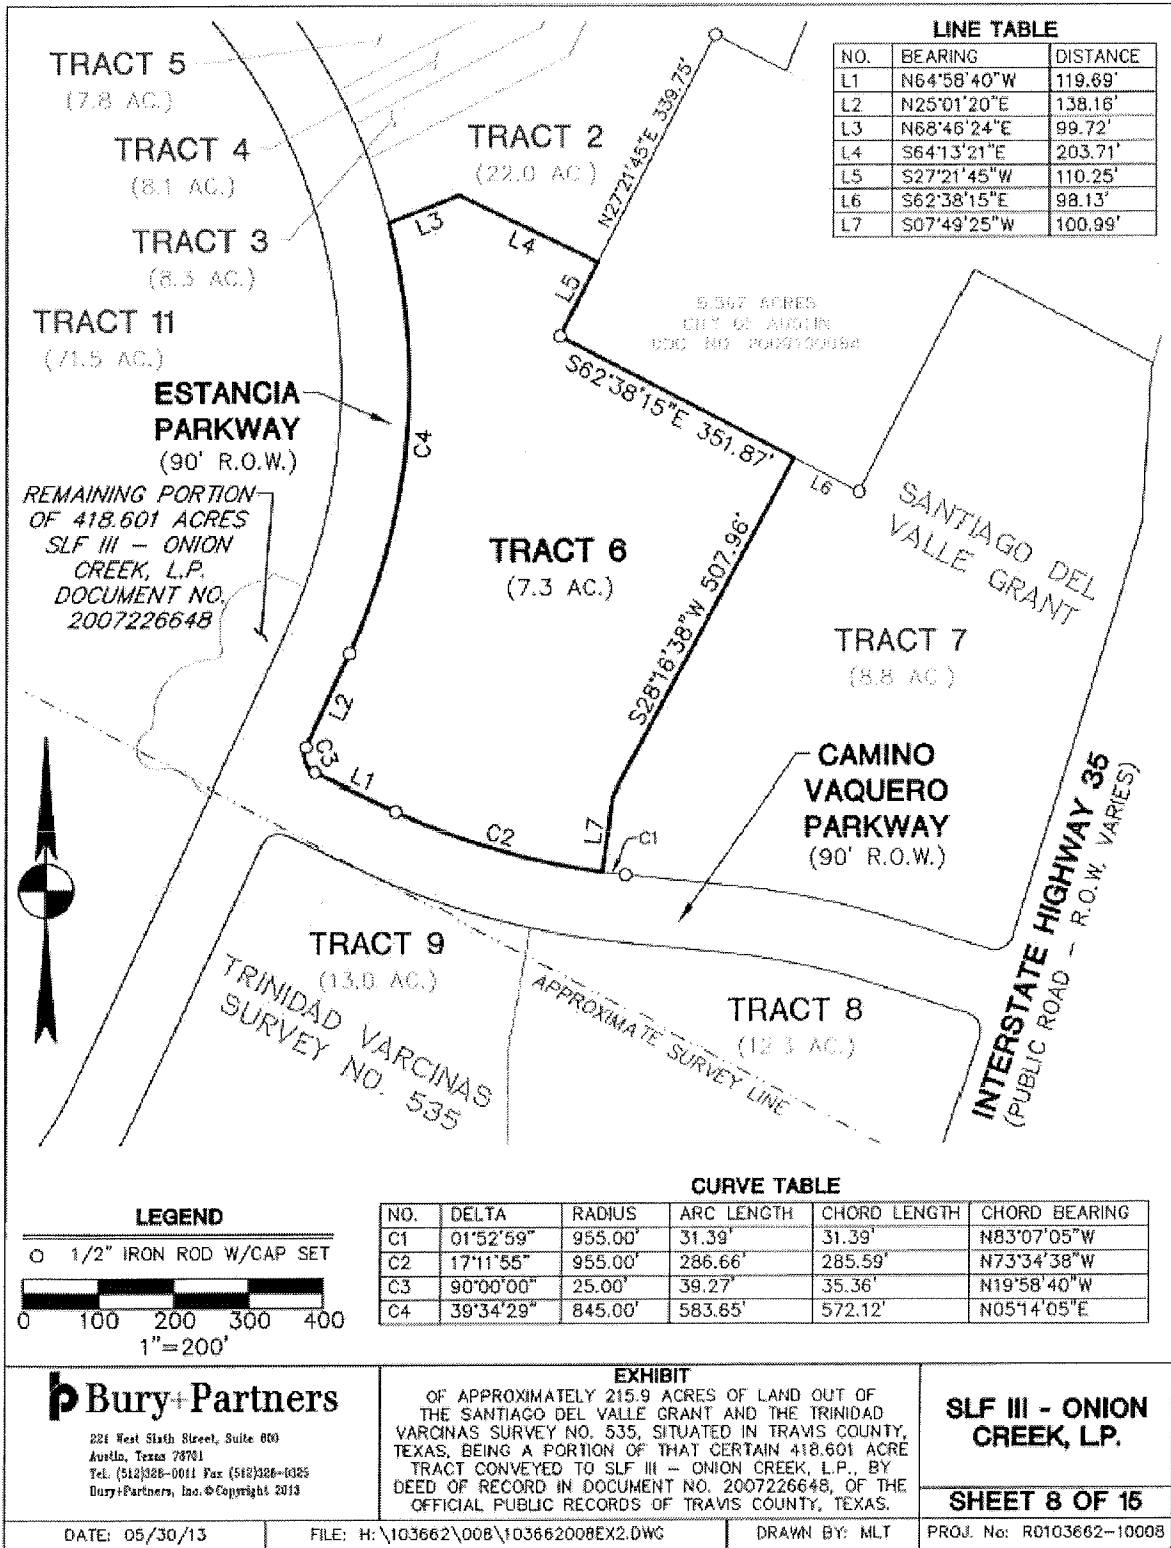 LINE TABLE
NO. BEARING DISTANCE
L1 N64°58'40"W 119.69'
L2 N25°01'20"E 138.16'
L3 N68°46'24"E 99.72'
L4 S64°13'21"E 203.71'
L5 S27°21'45"W 110.25'
L6 S62°38'15"E 98.13'
L7 S07°49'25"W 100.99'
TRACT 5
(7.8 AC.)
TRACT 4
(8.1 AC.)
TRACT 3
(8.3 AC.)
TRACT 11
(71.5 AC.)
TRACT 2
(22.0 AC.)
N27°21'45"E 339.75'
L3
L4
L5
CITY OF AUSTIN
ESTANCIA
PARKWAY
(90' R.O.W.)
C4
S62°38'15"E 351.87'
L6
REMAINING PORTION
OF 418.601 ACRES
SLF III – ONION
CREEK, L.P.
DOCUMENT NO.
2007226648
TRACT 6
(7.3 AC.)
S28°16'38"W 507.96'
SANTIAGO DEL
VALLE GRANT
TRACT 7
(8.8 AC.)
L2
C3
L1
C2
L7
C1
CAMINO
VAQUERO
PARKWAY
(90' R.O.W.)
INTERSTATE HIGHWAY 35
(PUBLIC ROAD – R.O.W. VARIES)
TRACT 9
(13.0 AC.)
TRINIDAD VARCINAS
SURVEY NO. 535
APPROXIMATE SURVEY LINE
TRACT 8
(12.3 AC.)
LEGEND
1/2" IRON ROD W/CAP SET
0 100 200 300 400
1"=200'
CURVE TABLE
NO. DELTA RADIUS ARC LENGTH CHORD LENGTH CHORD BEARING
C1 01°52'59" 955.00' 31.39' 31.39' N83°07'05"W
C2 17°11'55" 955.00' 286.66' 285.59' N73°34'38"W
C3 90°00'00" 25.00' 39.27' 35.36' N19°58'40"W
C4 39°34'29" 845.00' 583.65' 572.12' N05°14'05"E
Bury+Partners
221 West Sixth Street, Suite 600
Austin, Texas 78701
Tel. (512)328-0011 Fax (512)328-0325
Bury+Partners, Inc. ©Copyright 2013
EXHIBIT
OF APPROXIMATELY 215.9 ACRES OF LAND OUT OF
THE SANTIAGO DEL VALLE GRANT AND THE TRINIDAD
VARCINAS SURVEY NO. 535, SITUATED IN TRAVIS COUNTY,
TEXAS, BEING A PORTION OF THAT CERTAIN 418.601 ACRE
TRACT CONVEYED TO SLF III – ONION CREEK, L.P., BY
DEED OF RECORD IN DOCUMENT NO. 2007226648, OF THE
OFFICIAL PUBLIC RECORDS OF TRAVIS COUNTY, TEXAS.
SLF III - ONION
CREEK, L.P.
SHEET 8 OF 15
DATE: 05/30/13
FILE: H:\103662\008\103662008EX2.DWG
DRAWN BY: MLT
PROJ. No: R0103662-10008